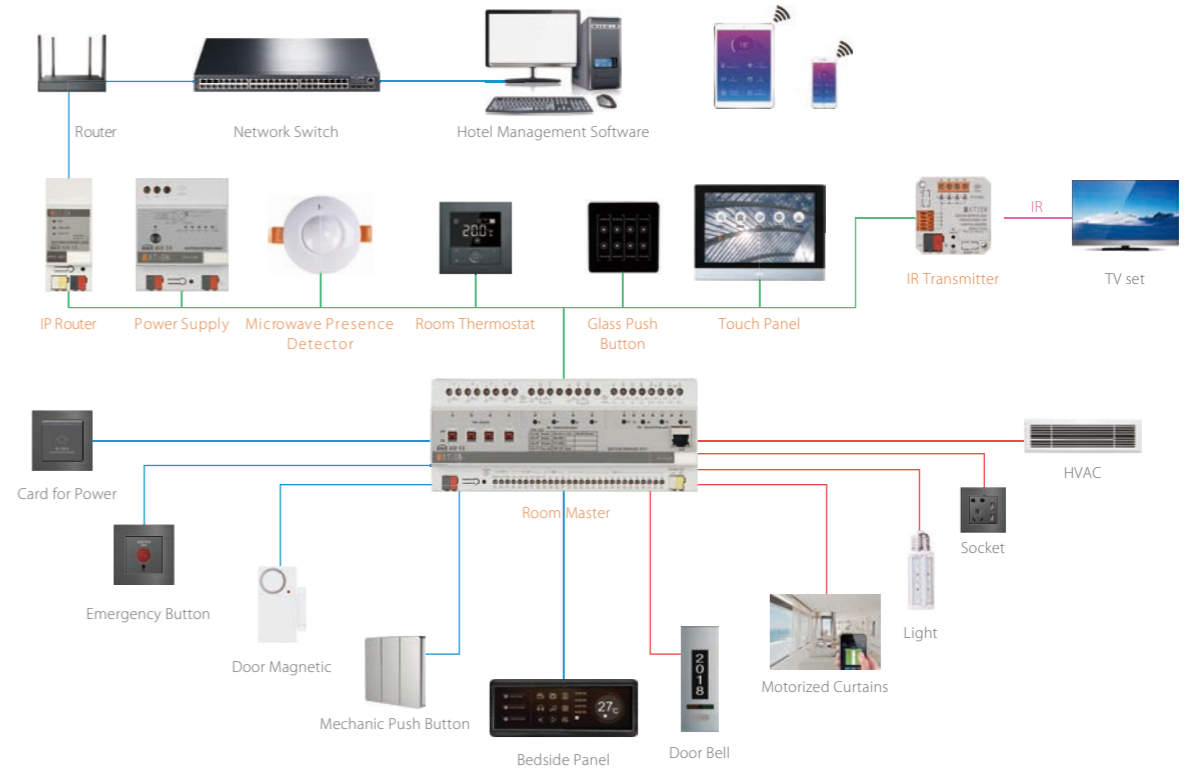 Router
Network Switch
Hotel Management Software
IR
IP Router
Power Supply
Microwave Presence
Detector
Room Thermostat
20.0°c
Glass Push
Button
Touch Panel
IR Transmitter
TV set
Card for Power
Room Master
HVAC
Socket
Emergency Button
Door Magnetic
Light
Mechanic Push Button
27°c
Bedside Panel
2018
Door Bell
Motorized Curtains